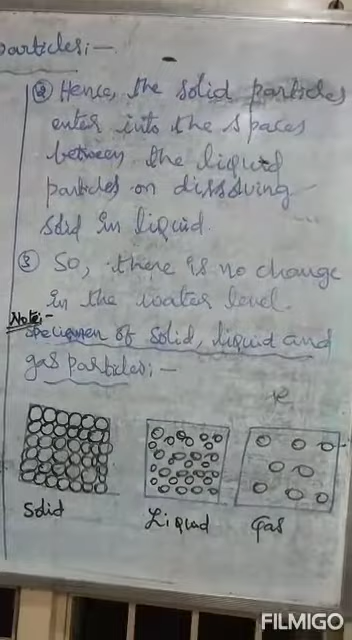 particles:-
② Hence, the solid particles
enter into the spaces
between the liquid
particles on dissolving
solid in liquid.
③ So, there is no change
in the water level.
Note:-
Specimen of solid, liquid and
gas particles:-
Solid
Liquid
Gas
FILMIGO